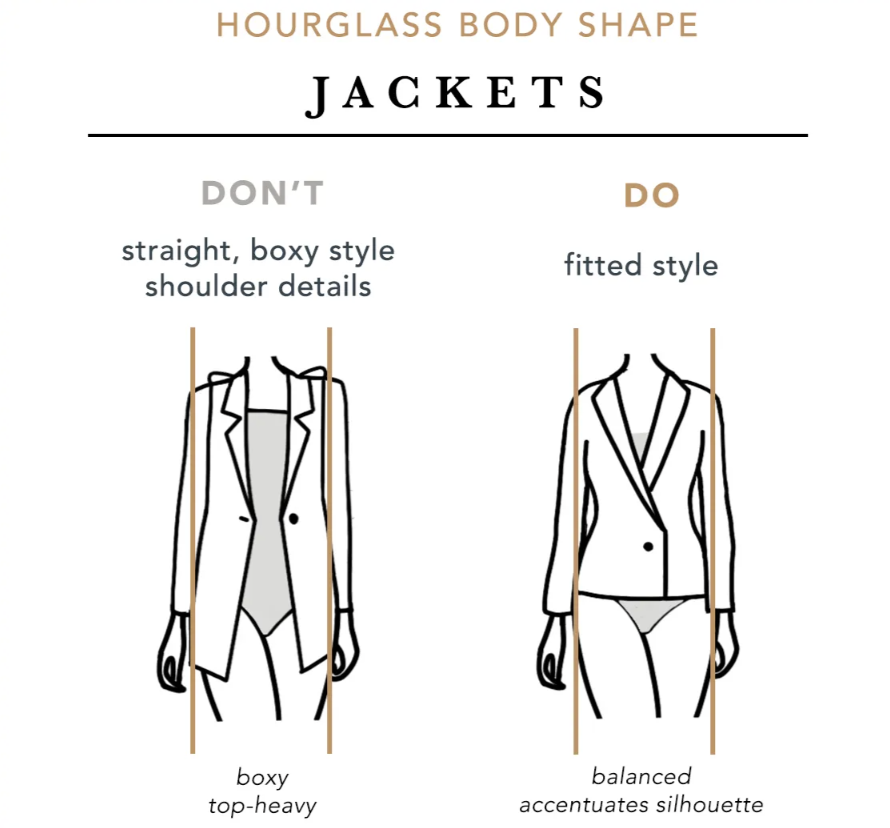 HOURGLASS BODY SHAPE
JACKETS
DON'T
straight, boxy style
shoulder details
DO
fitted style
boxy
top-heavy
balanced
accentuates silhouette